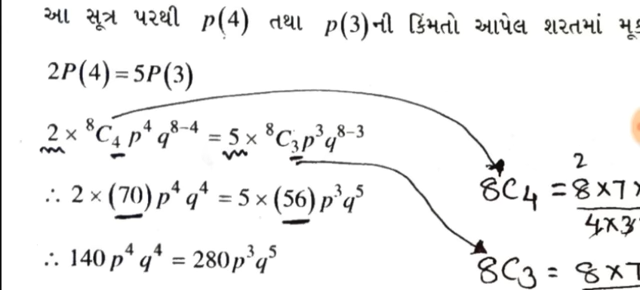 આ સૂત્ર પરથી p(4) તથા p(3)ની કિંમતો આપેલ શરતમાં
2P(4)=5P(3)
2 × ⁸C₄ p⁴ q⁸⁻⁴ = 5 × ⁸C₃ p³ q⁸⁻³
8C₄ = 8×7×
2
4×3
∴ 2 × (70) p⁴ q⁴ = 5 × (56) p³ q⁵
∴ 140 p⁴ q⁴ = 280 p³ q⁵
8C₃ = 8×7